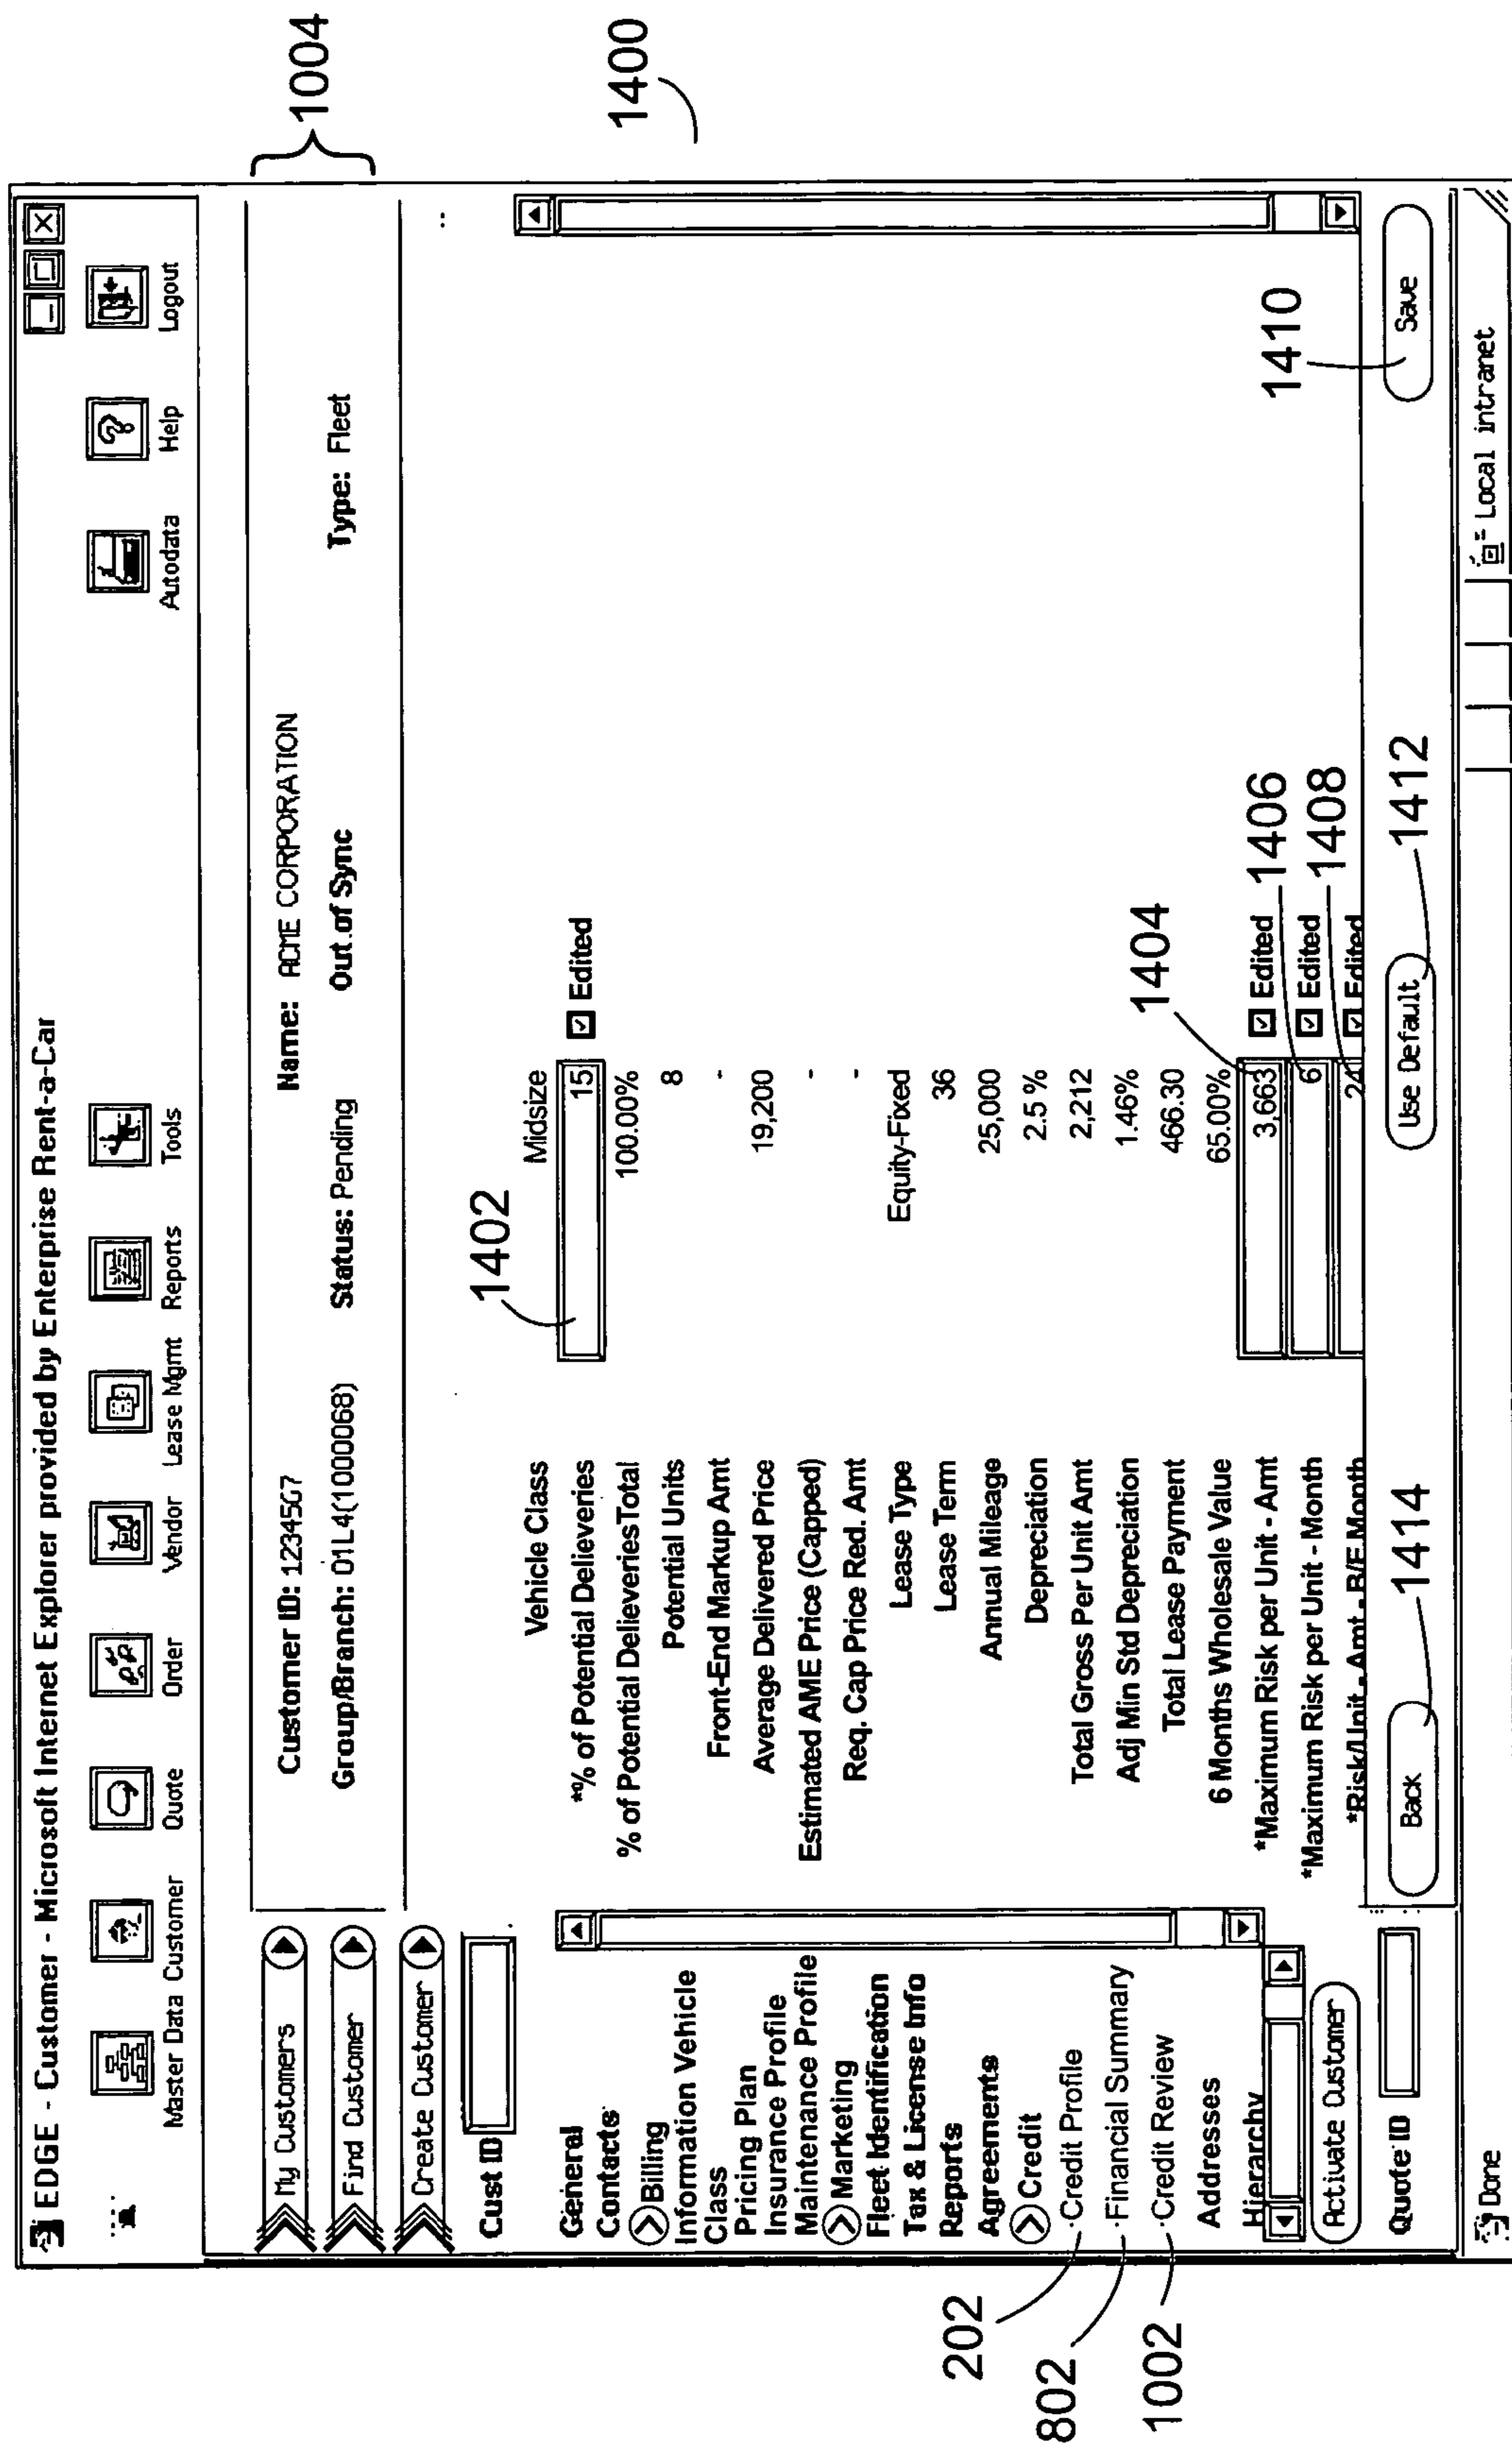 EDGE - Customer - Microsoft Internet Explorer provided by Enterprise Rent-a-Car
Master Data Customer Quote Order Vendor Lease Mgmt Reports Tools Autodata Help Logout
My Customers
Find Customer
Create Customer
Customer ID: 1234567 Name: ACME CORPORATION
Group/Branch: 01L4(1000068) Status: Pending Out of Sync Type: Fleet
1004
1400
Cust ID
General
Contacts
Billing
Information Vehicle
Class
Pricing Plan
Insurance Profile
Maintenance Profile
Marketing
Fleet Identification
Tax & License Info
Reports
Agreements
Credit
Credit Profile
Financial Summary
Credit Review
Addresses
Hierarchy
Activate Customer
Quote ID
202
802
1002
1402
Vehicle Class Midsize
*% of Potential Delieveries 15 Edited
% of Potential DelieveriesTotal 100.00%
Potential Units 8
Front-End Markup Amt -
Average Delivered Price 19,200
Estimated AME Price (Capped) -
Req. Cap Price Red. Amt -
Lease Type Equity-Fixed
Lease Term 36
Annual Mileage 25,000
Depreciation 2.5 %
Total Gross Per Unit Amt 2,212
Adj Min Std Depreciation 1.46%
Total Lease Payment 466.30
6 Months Wholesale Value 65.00%
*Maximum Risk per Unit - Amt 3,663 Edited
*Maximum Risk per Unit - Month 6 Edited
*Risk/Unit - Amt - B/E Month 24 Edited
1404
1406
1408
1410
1412
1414
Back Use Default Save
Done Local intranet